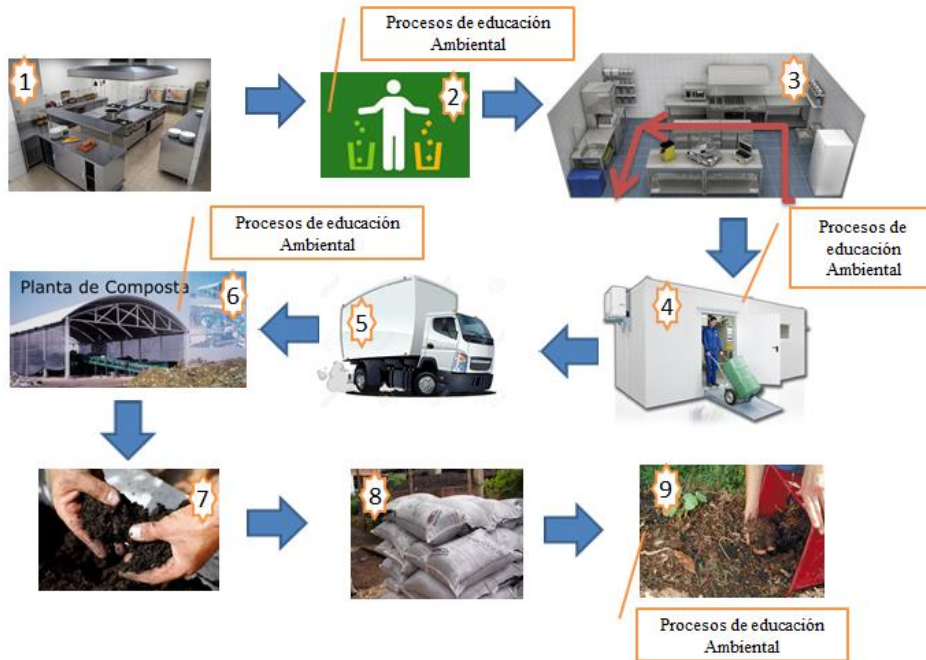 Procesos de educación
Ambiental
1
2
3
Procesos de educación
Ambiental
Procesos de
educación
Ambiental
Planta de Composta
6
5
4
7
8
9
Procesos de educación
Ambiental